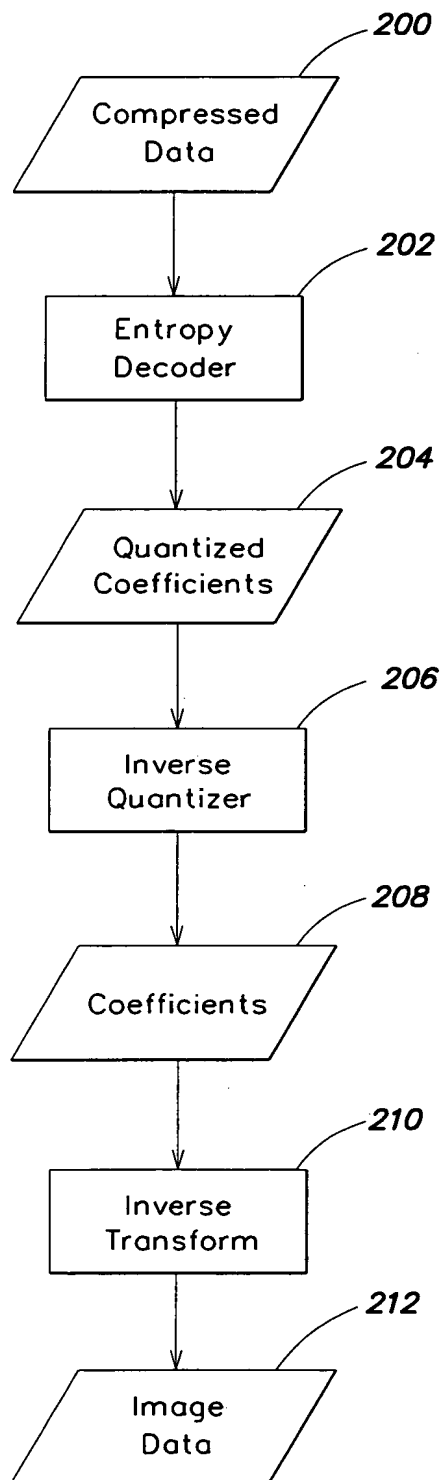 200
Compressed
Data
202
Entropy
Decoder
204
Quantized
Coefficients
206
Inverse
Quantizer
208
Coefficients
210
Inverse
Transform
212
Image
Data